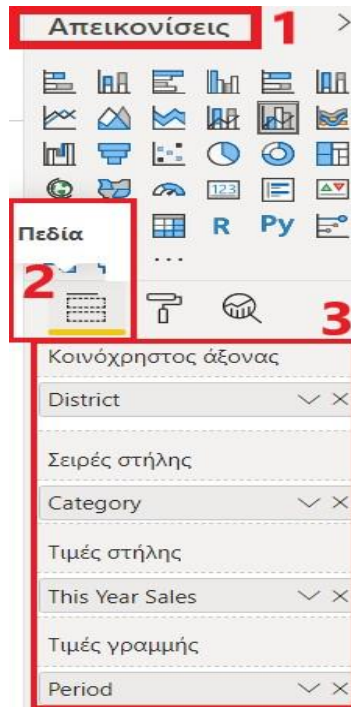 Απεικονίσεις 1 >
123
R Py
Πεδία
...
2
3
Κοινόχρηστος άξονας
District
Σειρές στήλης
Category
Τιμές στήλης
This Year Sales
Τιμές γραμμής
Period